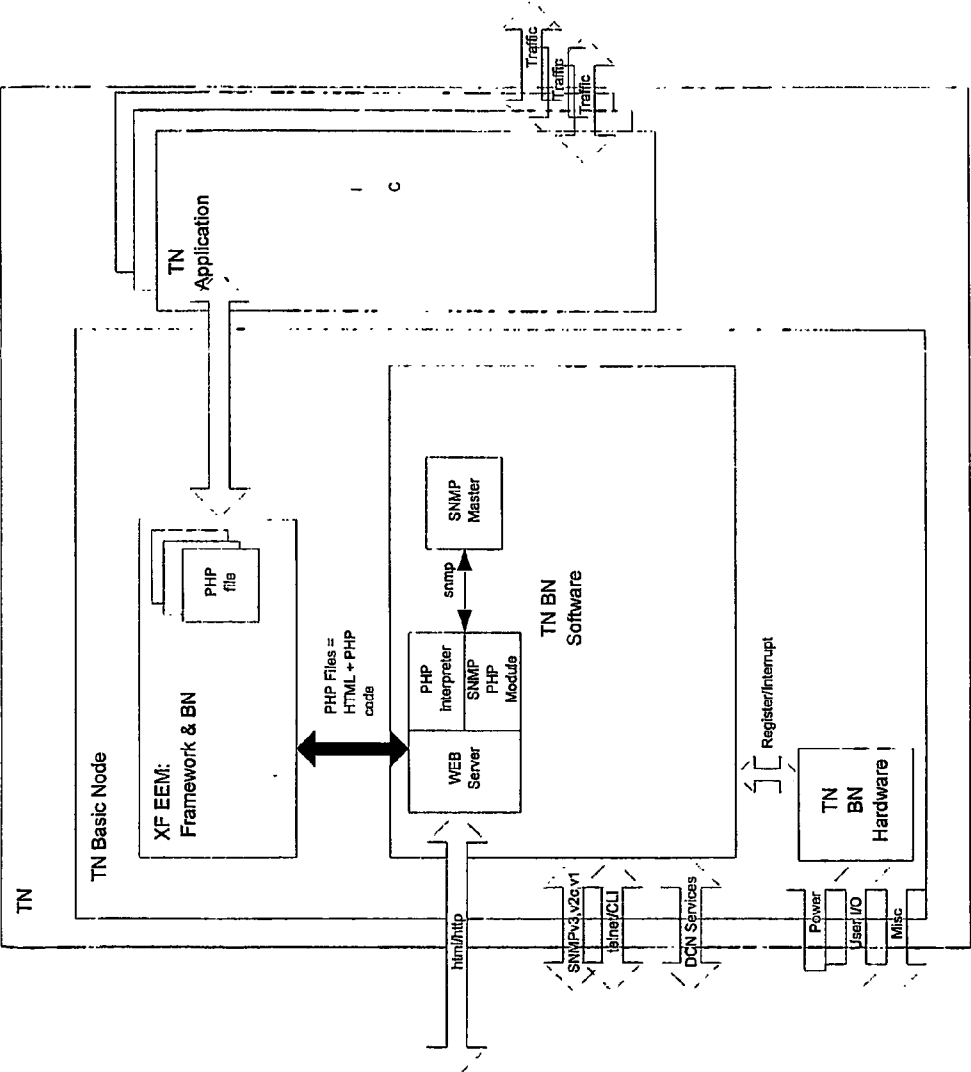 TN
TN Basic Node
XF EEM:
Framework & BN
PHP
file
TN
Application
I
C
Traffic
Traffic
Traffic
PHP Files =
HTML + PHP
code
WEB
Server
PHP
Interpreter
SNMP
PHP
Module
snmp
SNMP
Master
TN BN
Software
html/http
SNMPv3,v2c,v1
telnet/CLI
DCN Services
Register/Interrupt
TN
BN
Hardware
Power
User I/O
Misc